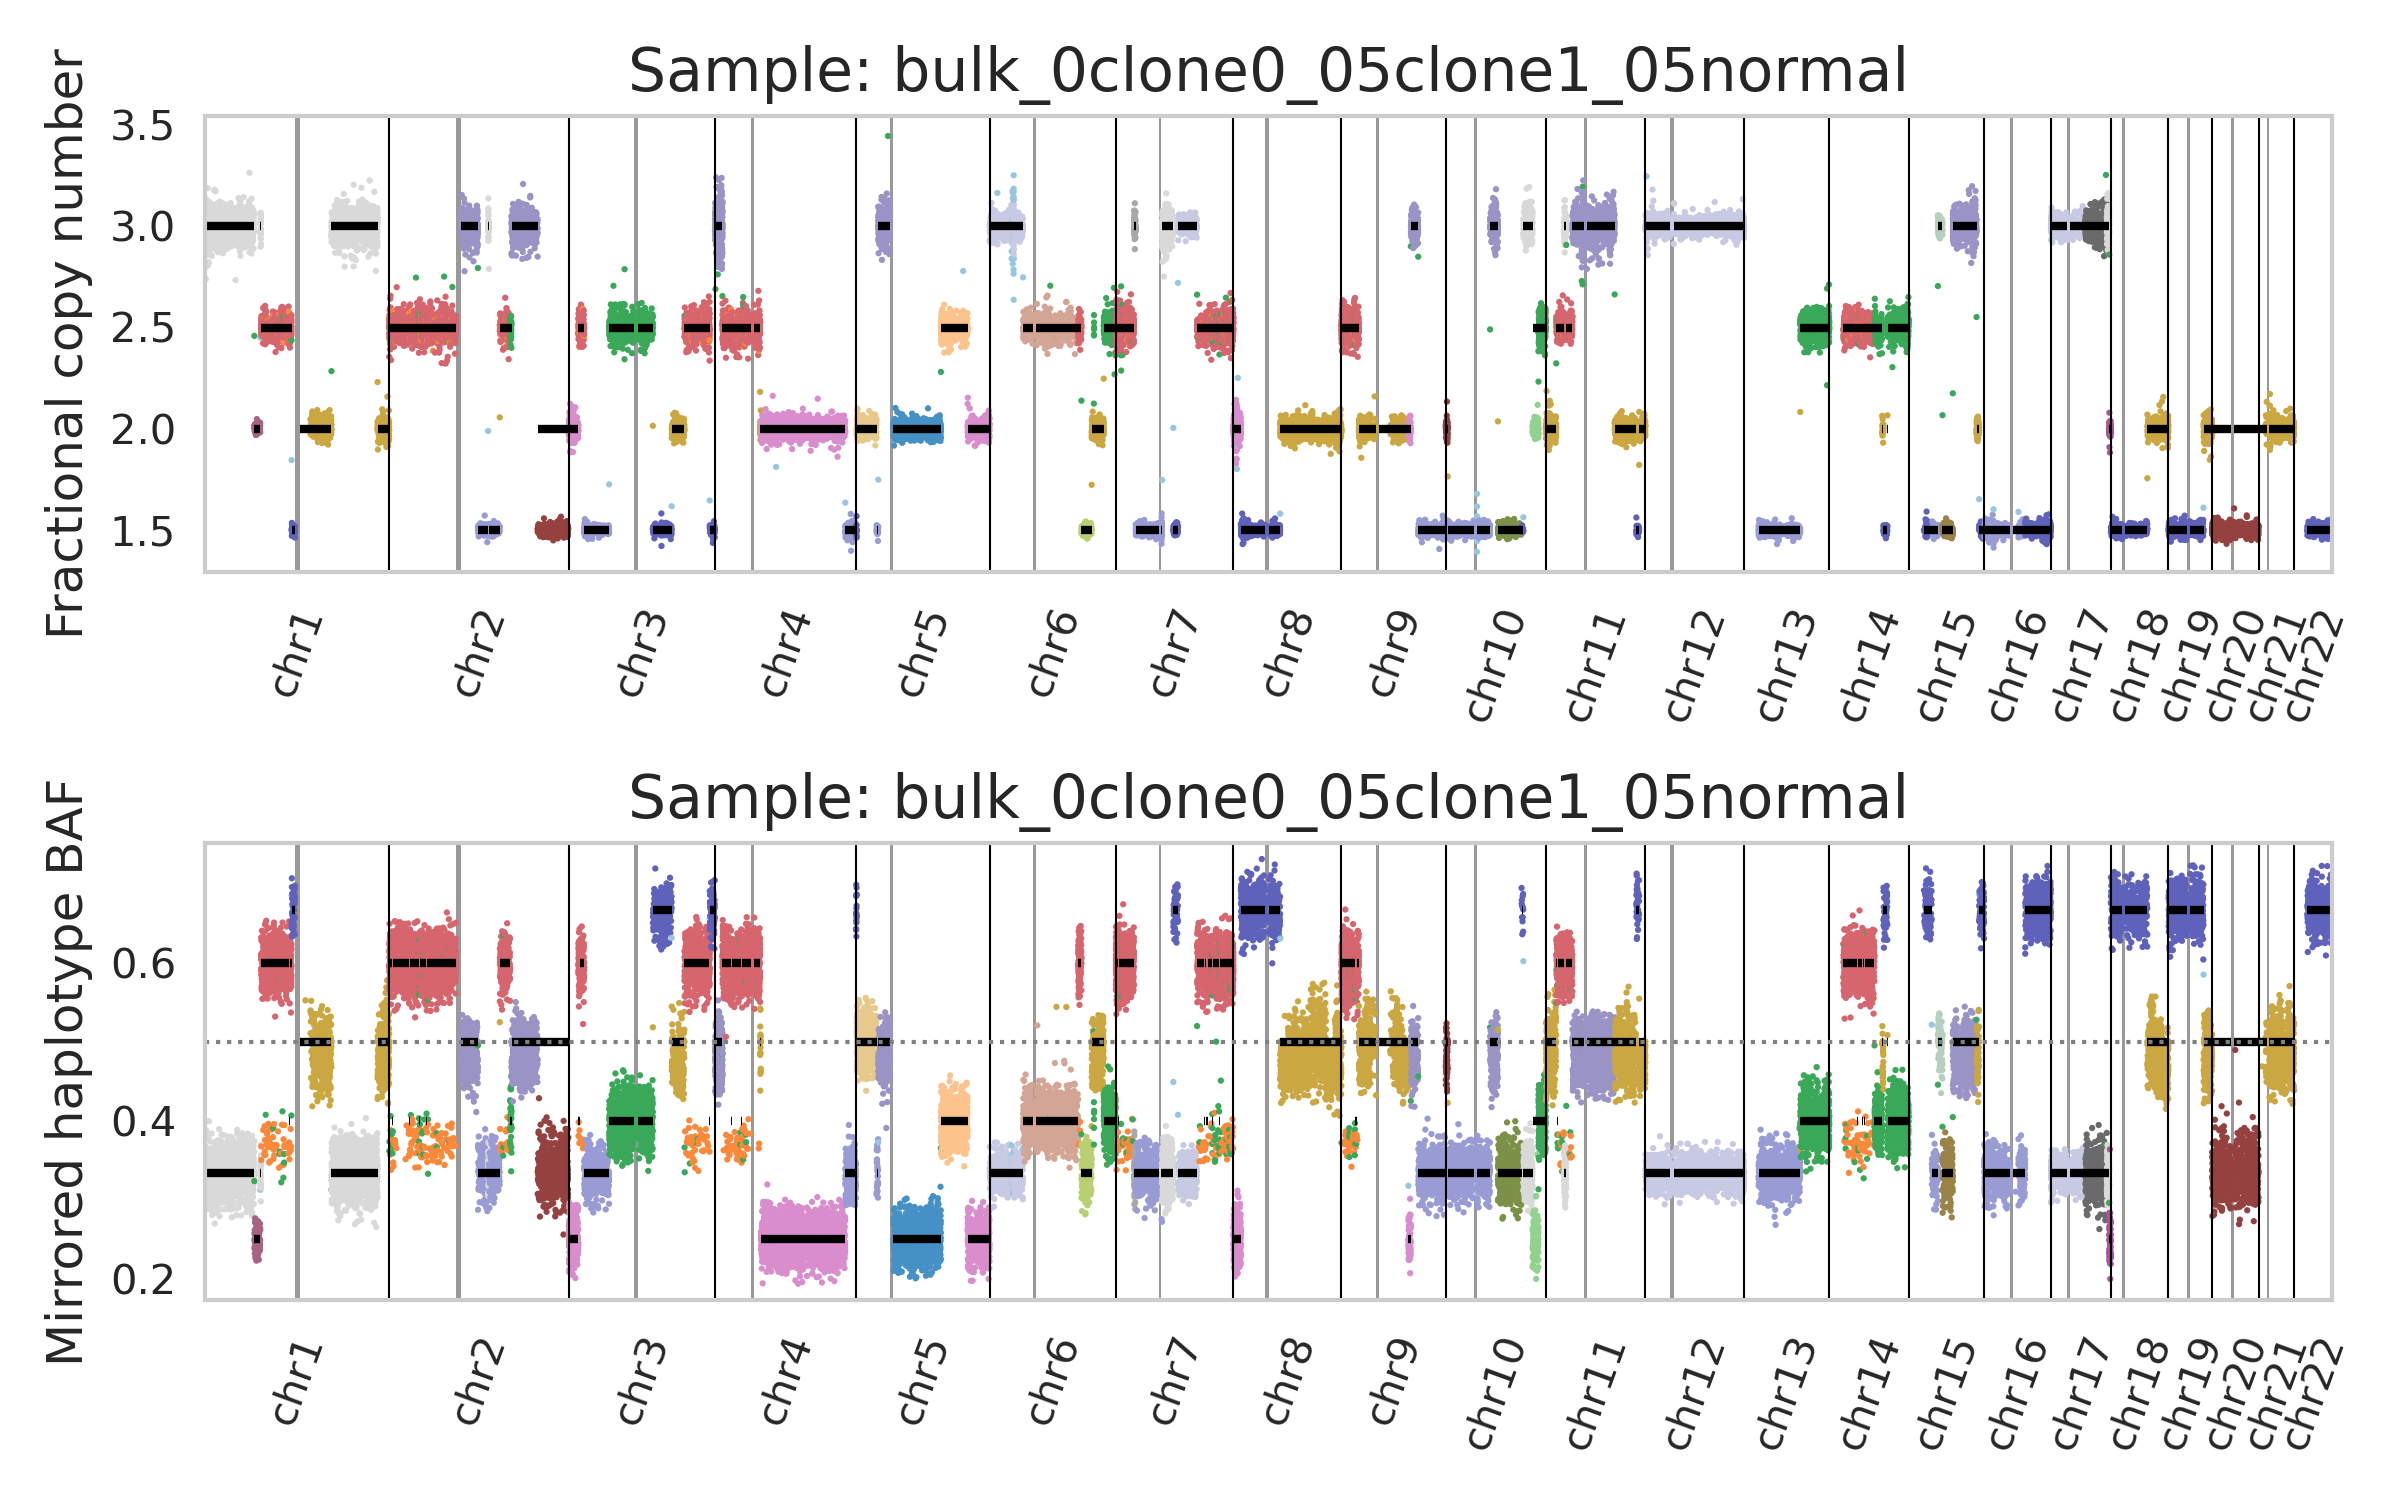 Sample: bulk_0clone0_05clone1_05normal
Fractional copy number
3.5
3.0
2.5
2.0
1.5
chr1 chr2 chr3 chr4 chr5 chr6 chr7 chr8 chr9 chr10 chr11 chr12 chr13 chr14 chr15 chr16 chr17 chr18 chr19 chr20 chr21 chr22
Sample: bulk_0clone0_05clone1_05normal
Mirrored haplotype BAF
0.6
0.4
0.2
chr1 chr2 chr3 chr4 chr5 chr6 chr7 chr8 chr9 chr10 chr11 chr12 chr13 chr14 chr15 chr16 chr17 chr18 chr19 chr20 chr21 chr22